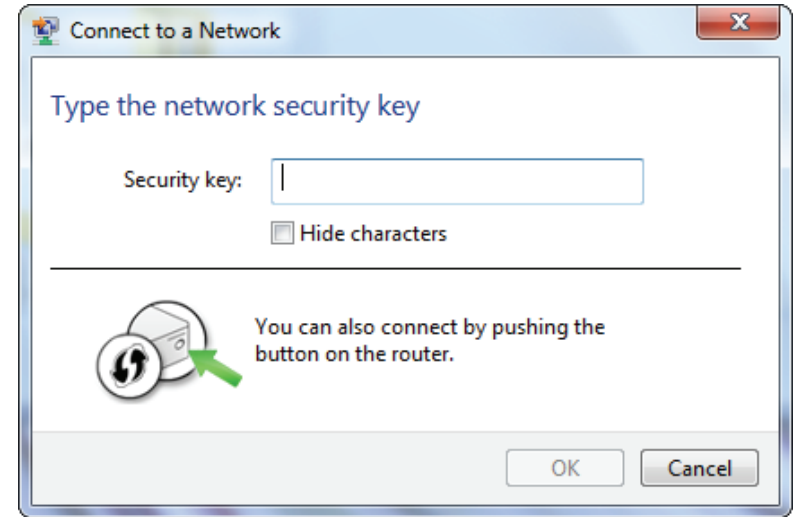 Connect to a Network
Type the network security key
Security key:
Hide characters
You can also connect by pushing the
button on the router.
OK
Cancel